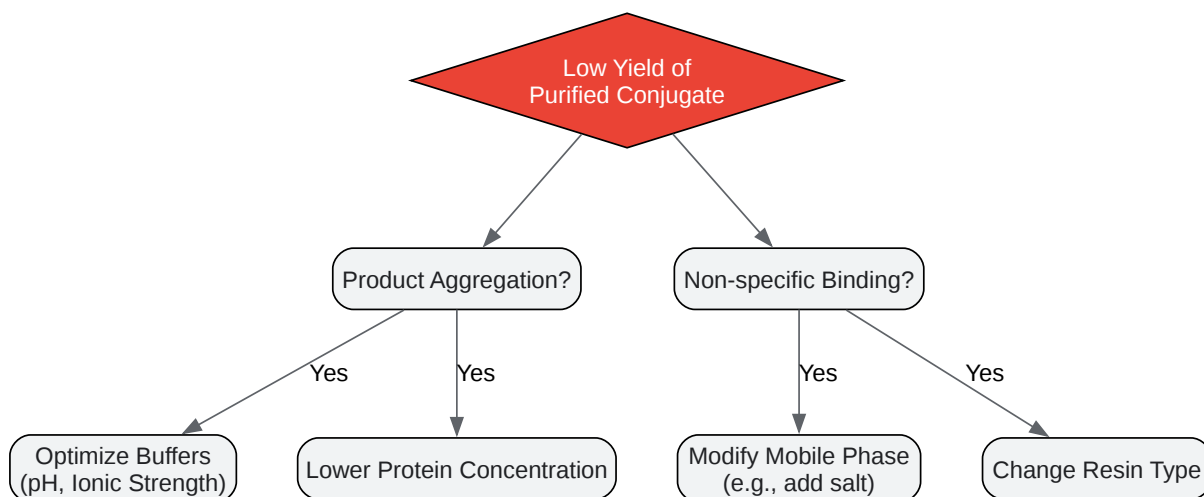 Low Yield of
Purified Conjugate
Product Aggregation?
Non-specific Binding?
Yes
Yes
Yes
Yes
Optimize Buffers
(pH, Ionic Strength)
Lower Protein Concentration
Modify Mobile Phase
(e.g., add salt)
Change Resin Type